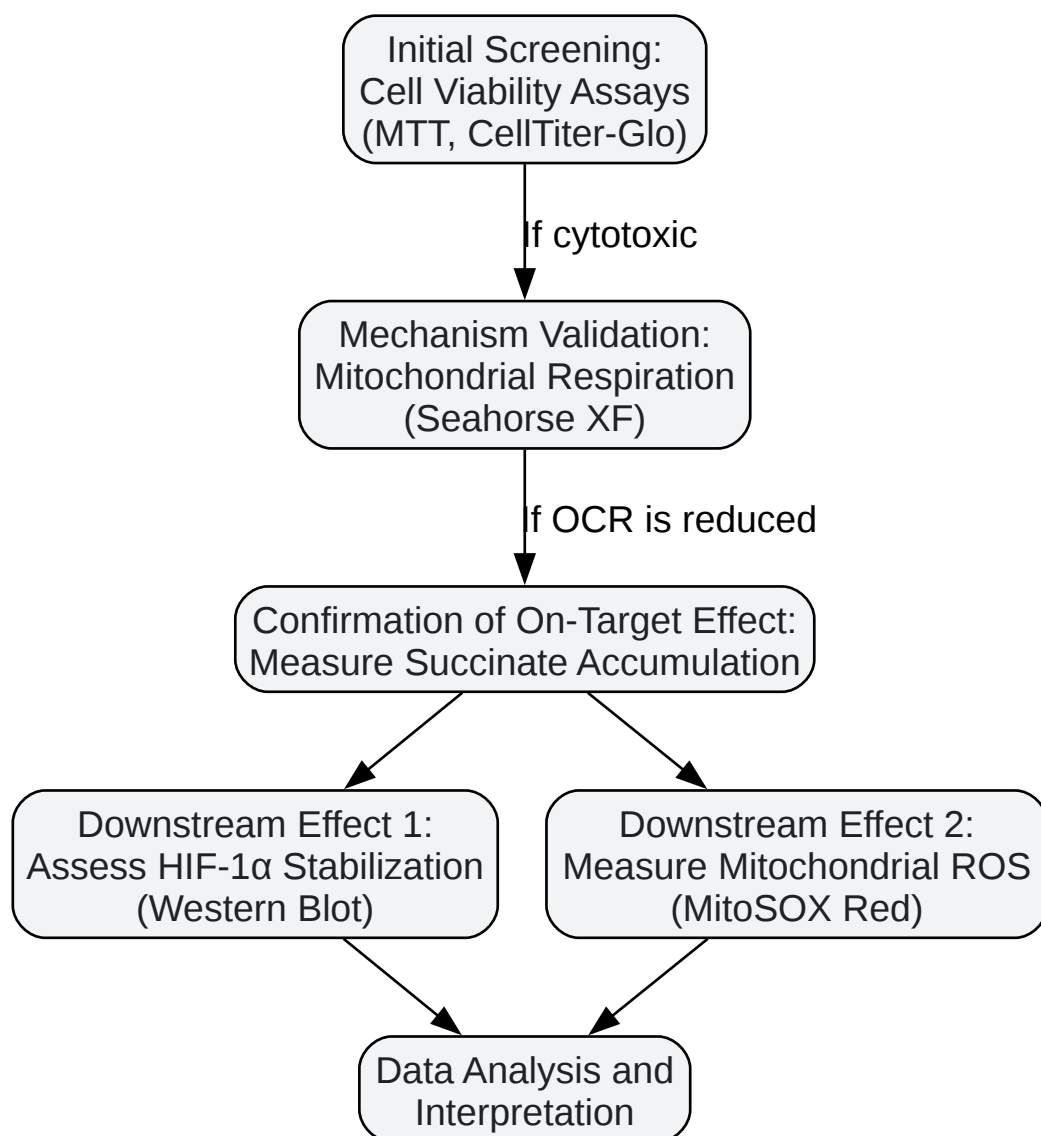 Initial Screening:
Cell Viability Assays
(MTT, CellTiter-Glo)
If cytotoxic
Mechanism Validation:
Mitochondrial Respiration
(Seahorse XF)
If OCR is reduced
Confirmation of On-Target Effect:
Measure Succinate Accumulation
Downstream Effect 1:
Assess HIF-1α Stabilization
(Western Blot)
Downstream Effect 2:
Measure Mitochondrial ROS
(MitoSOX Red)
Data Analysis and
Interpretation